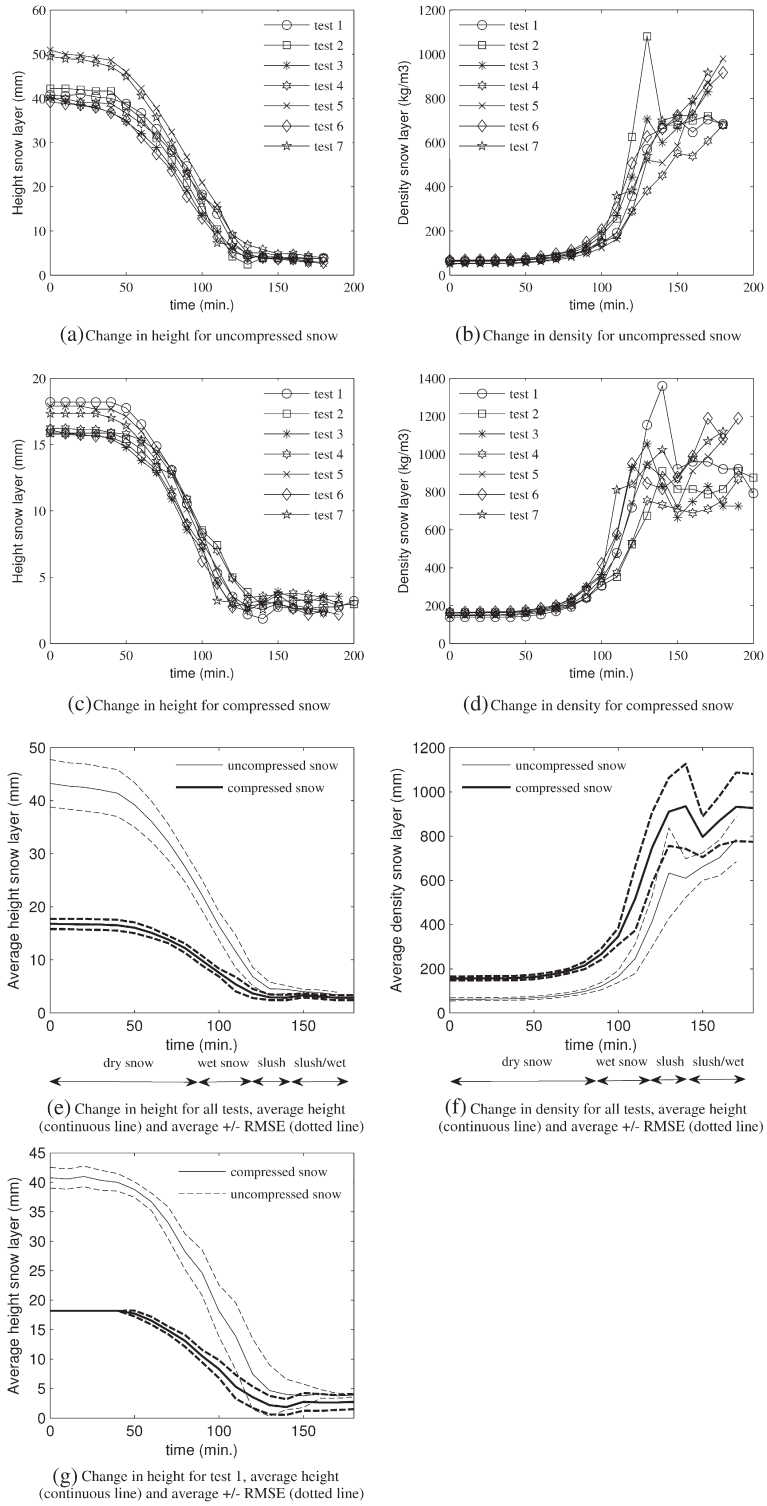 60
50
40
30
20
10
0
0
50
100
150
200
Height snow layer (mm)
time (min.)
test 1
test 2
test 3
test 4
test 5
test 6
test 7
(a) Change in height for uncompressed snow
1200
1000
800
600
400
200
0
0
50
100
150
200
Density snow layer (kg/m3)
time (min.)
test 1
test 2
test 3
test 4
test 5
test 6
test 7
(b) Change in density for uncompressed snow
20
15
10
5
0
0
50
100
150
200
Height snow layer (mm)
time (min.)
test 1
test 2
test 3
test 4
test 5
test 6
test 7
(c) Change in height for compressed snow
1400
1200
1000
800
600
400
200
0
0
50
100
150
200
Density snow layer (kg/m3)
time (min.)
test 1
test 2
test 3
test 4
test 5
test 6
test 7
(d) Change in density for compressed snow
50
40
30
20
10
0
0
50
100
150
Average height snow layer (mm)
time (min.)
uncompressed snow
compressed snow
dry snow
wet snow
slush
slush/wet
(e) Change in height for all tests, average height
(continuous line) and average +/- RMSE (dotted line)
1200
1000
800
600
400
200
0
0
50
100
150
Average density snow layer (mm)
time (min.)
uncompressed snow
compressed snow
dry snow
wet snow
slush
slush/wet
(f) Change in density for all tests, average height
(continuous line) and average +/- RMSE (dotted line)
45
40
35
30
25
20
15
10
5
0
0
50
100
150
Average height snow layer (mm)
time (min.)
compressed snow
uncompressed snow
(g) Change in height for test 1, average height
(continuous line) and average +/- RMSE (dotted line)